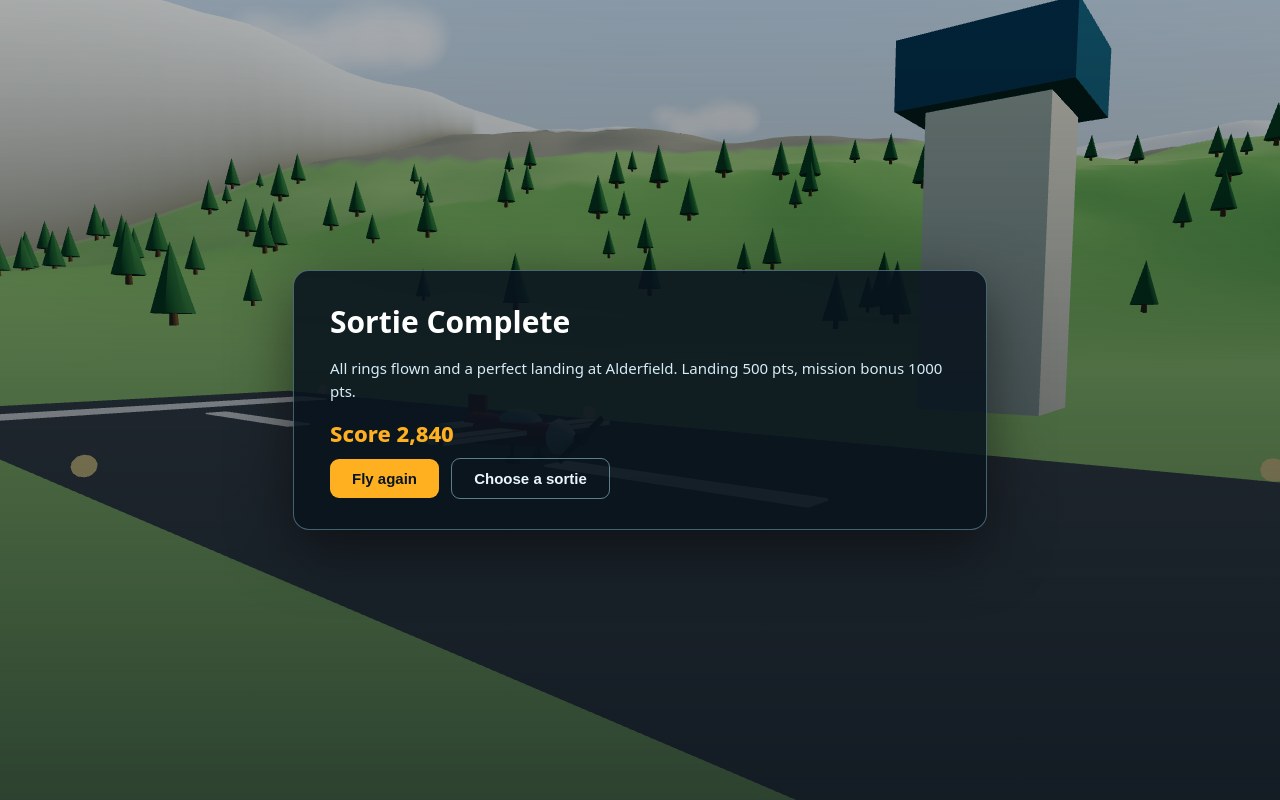 Sortie Complete
All rings flown and a perfect landing at Alderfield. Landing 500 pts, mission bonus 1000
pts.
Score 2,840
Fly again
Choose a sortie